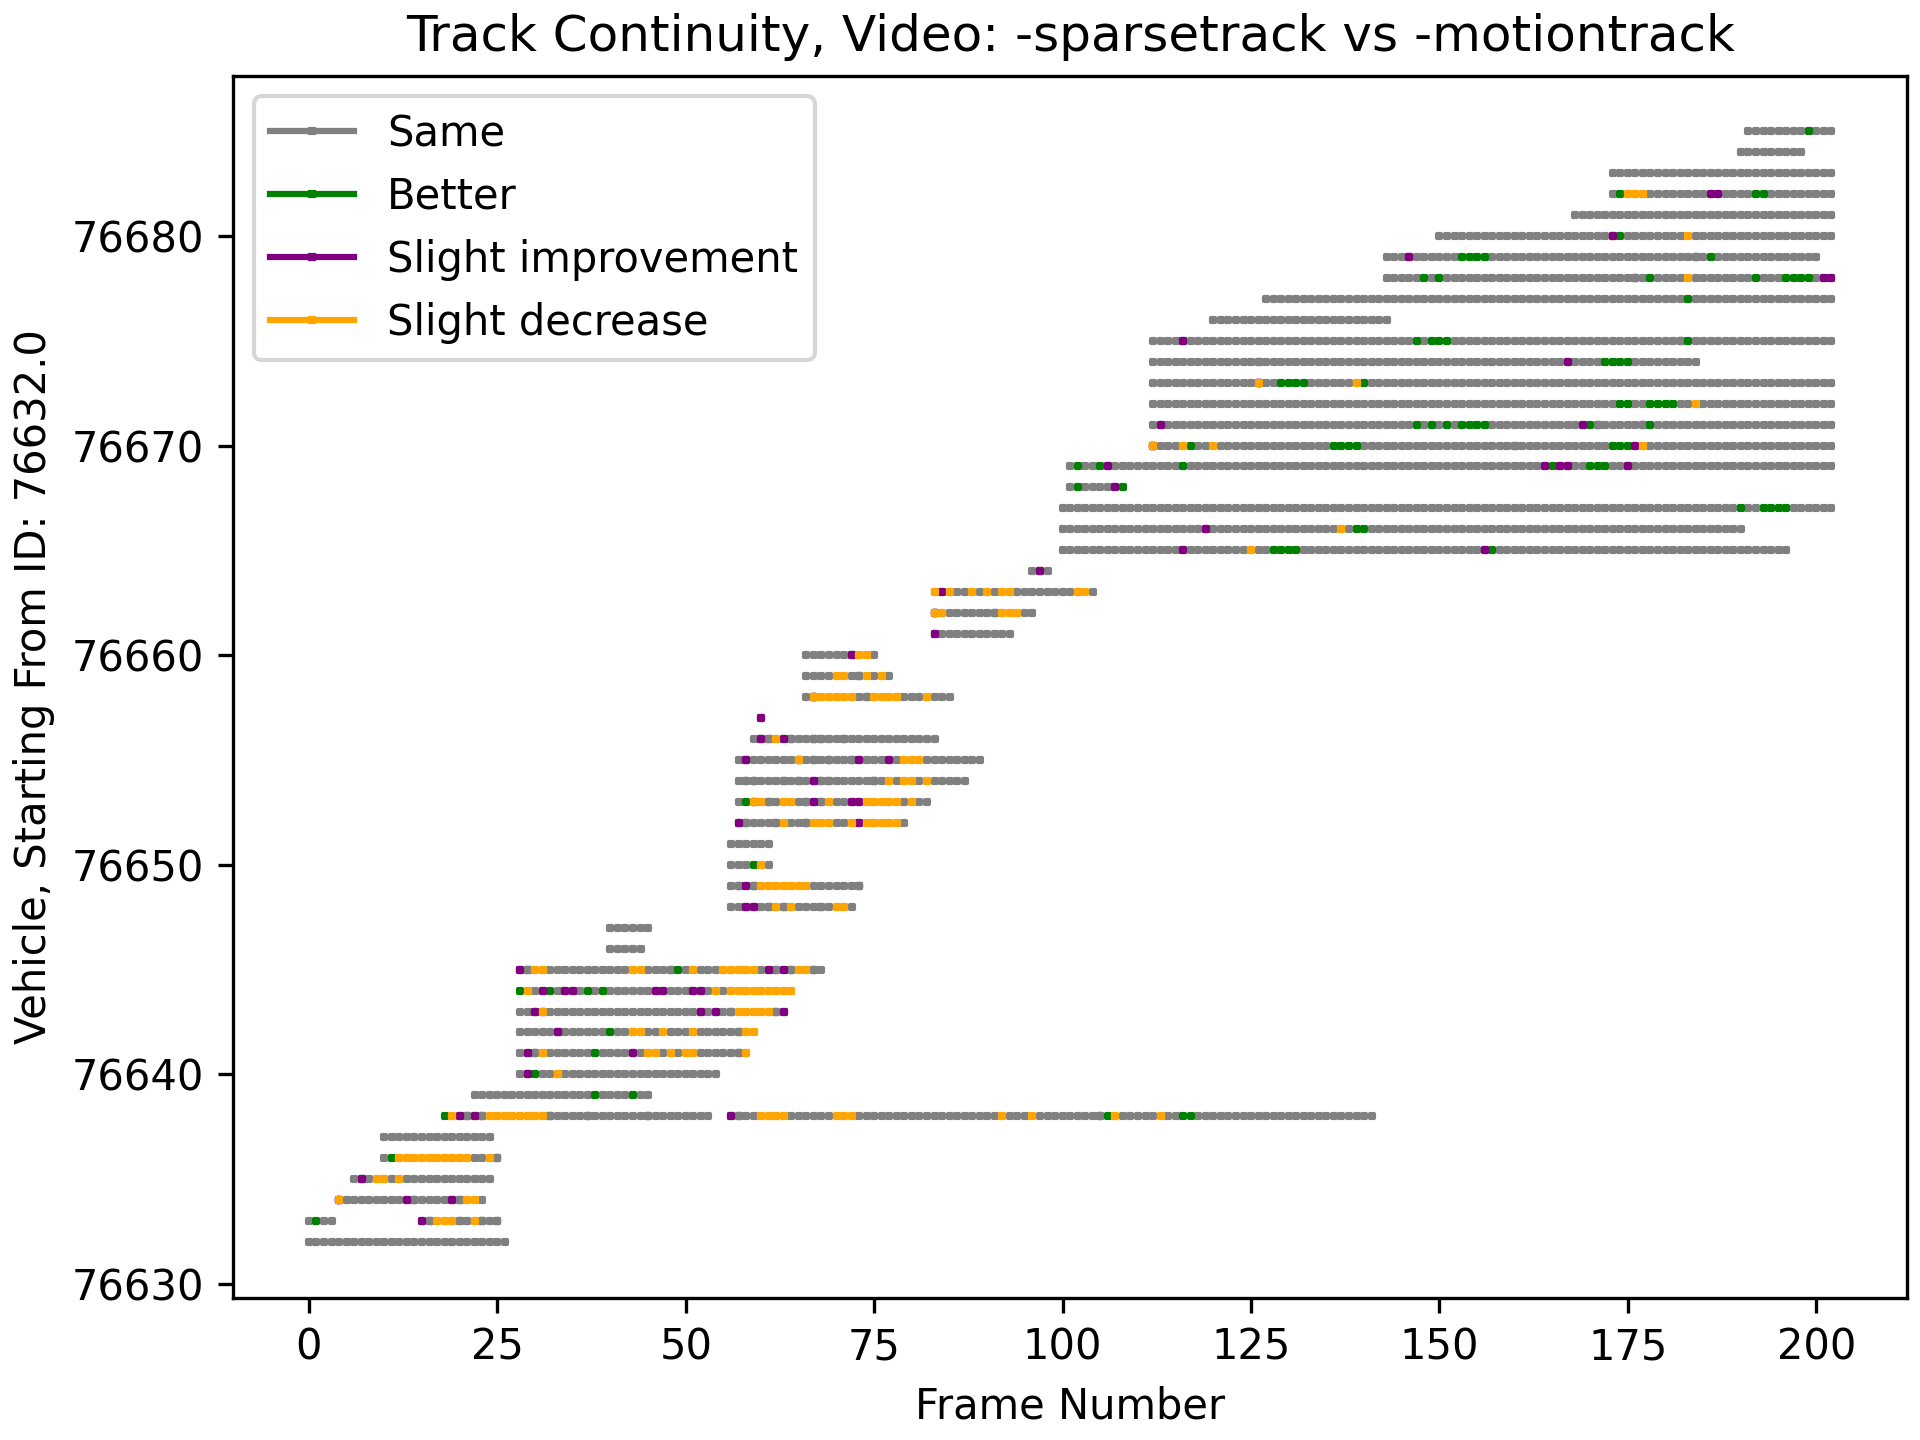 Track Continuity, Video: -sparsetrack vs -motiontrack
Same
Better
Slight improvement
Slight decrease
Vehicle, Starting From ID: 76632.0
76680
76670
76660
76650
76640
76630
0 25 50 75 100 125 150 175 200
Frame Number